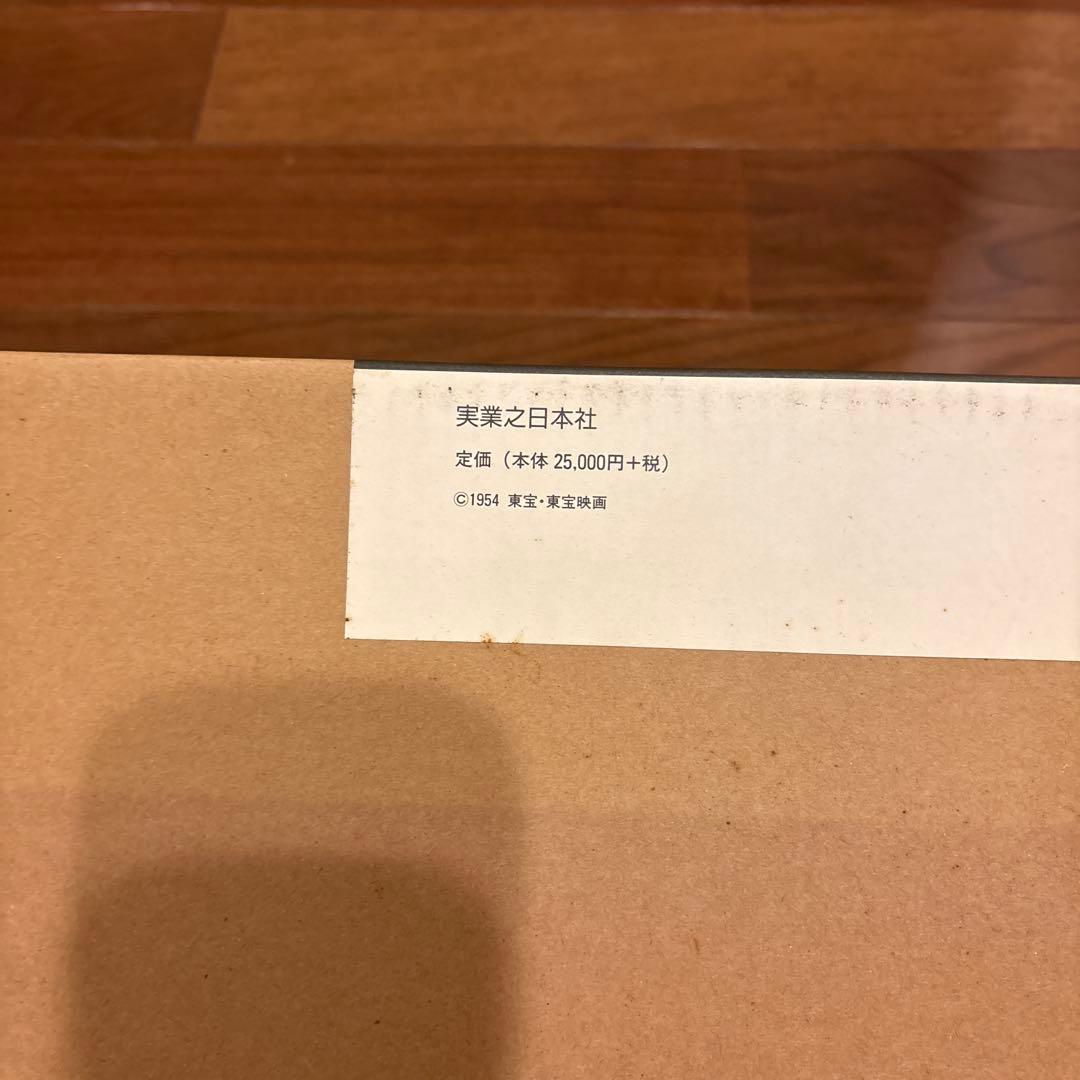 実業之日本社
定価（本体 25,000円＋税）
©1954 東宝・東宝映画